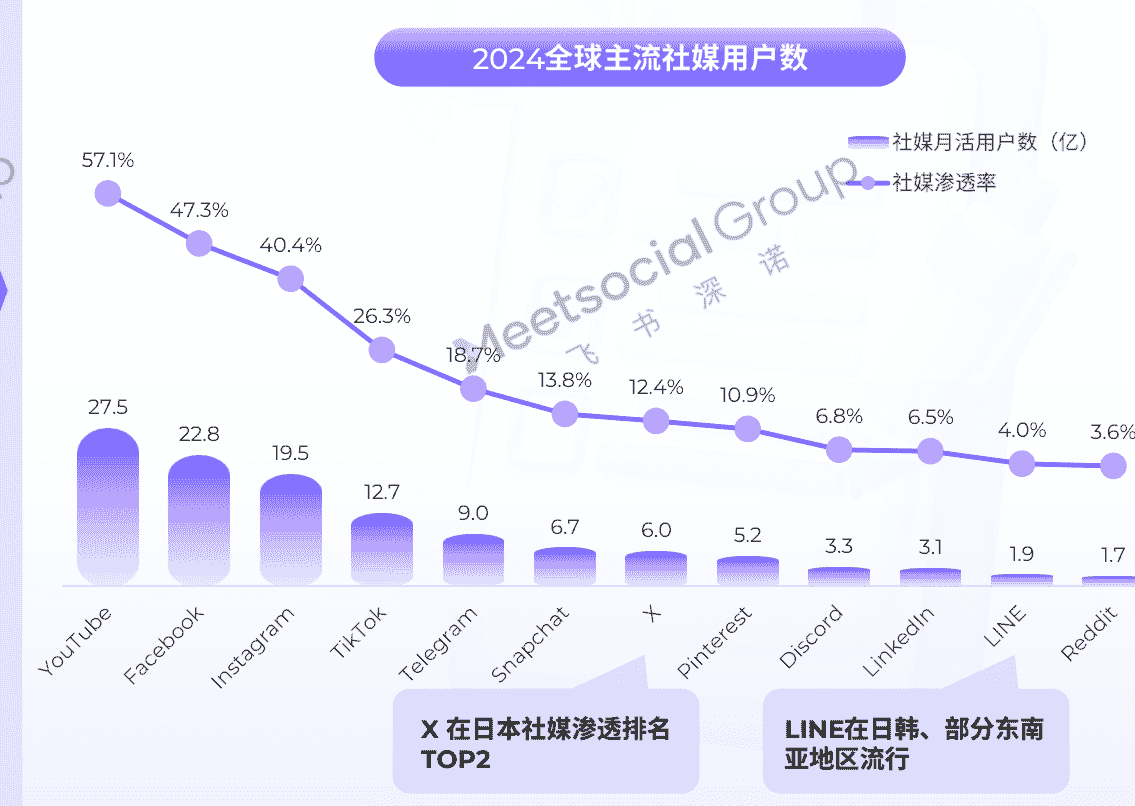 2024全球主流社媒用户数
社媒月活用户数（亿）
社媒渗透率
57.1%
47.3%
40.4%
26.3%
18.7%
13.8%
12.4%
10.9%
6.8%
6.5%
4.0%
3.6%
27.5
22.8
19.5
12.7
9.0
6.7
6.0
5.2
3.3
3.1
1.9
1.7
YouTube
Facebook
Instagram
TikTok
Telegram
Snapchat
X
Pinterest
Discord
LinkedIn
LINE
Reddit
X 在日本社媒渗透排名
TOP2
LINE在日韩、部分东南
亚地区流行
Meetsocial Group
飞书深诺